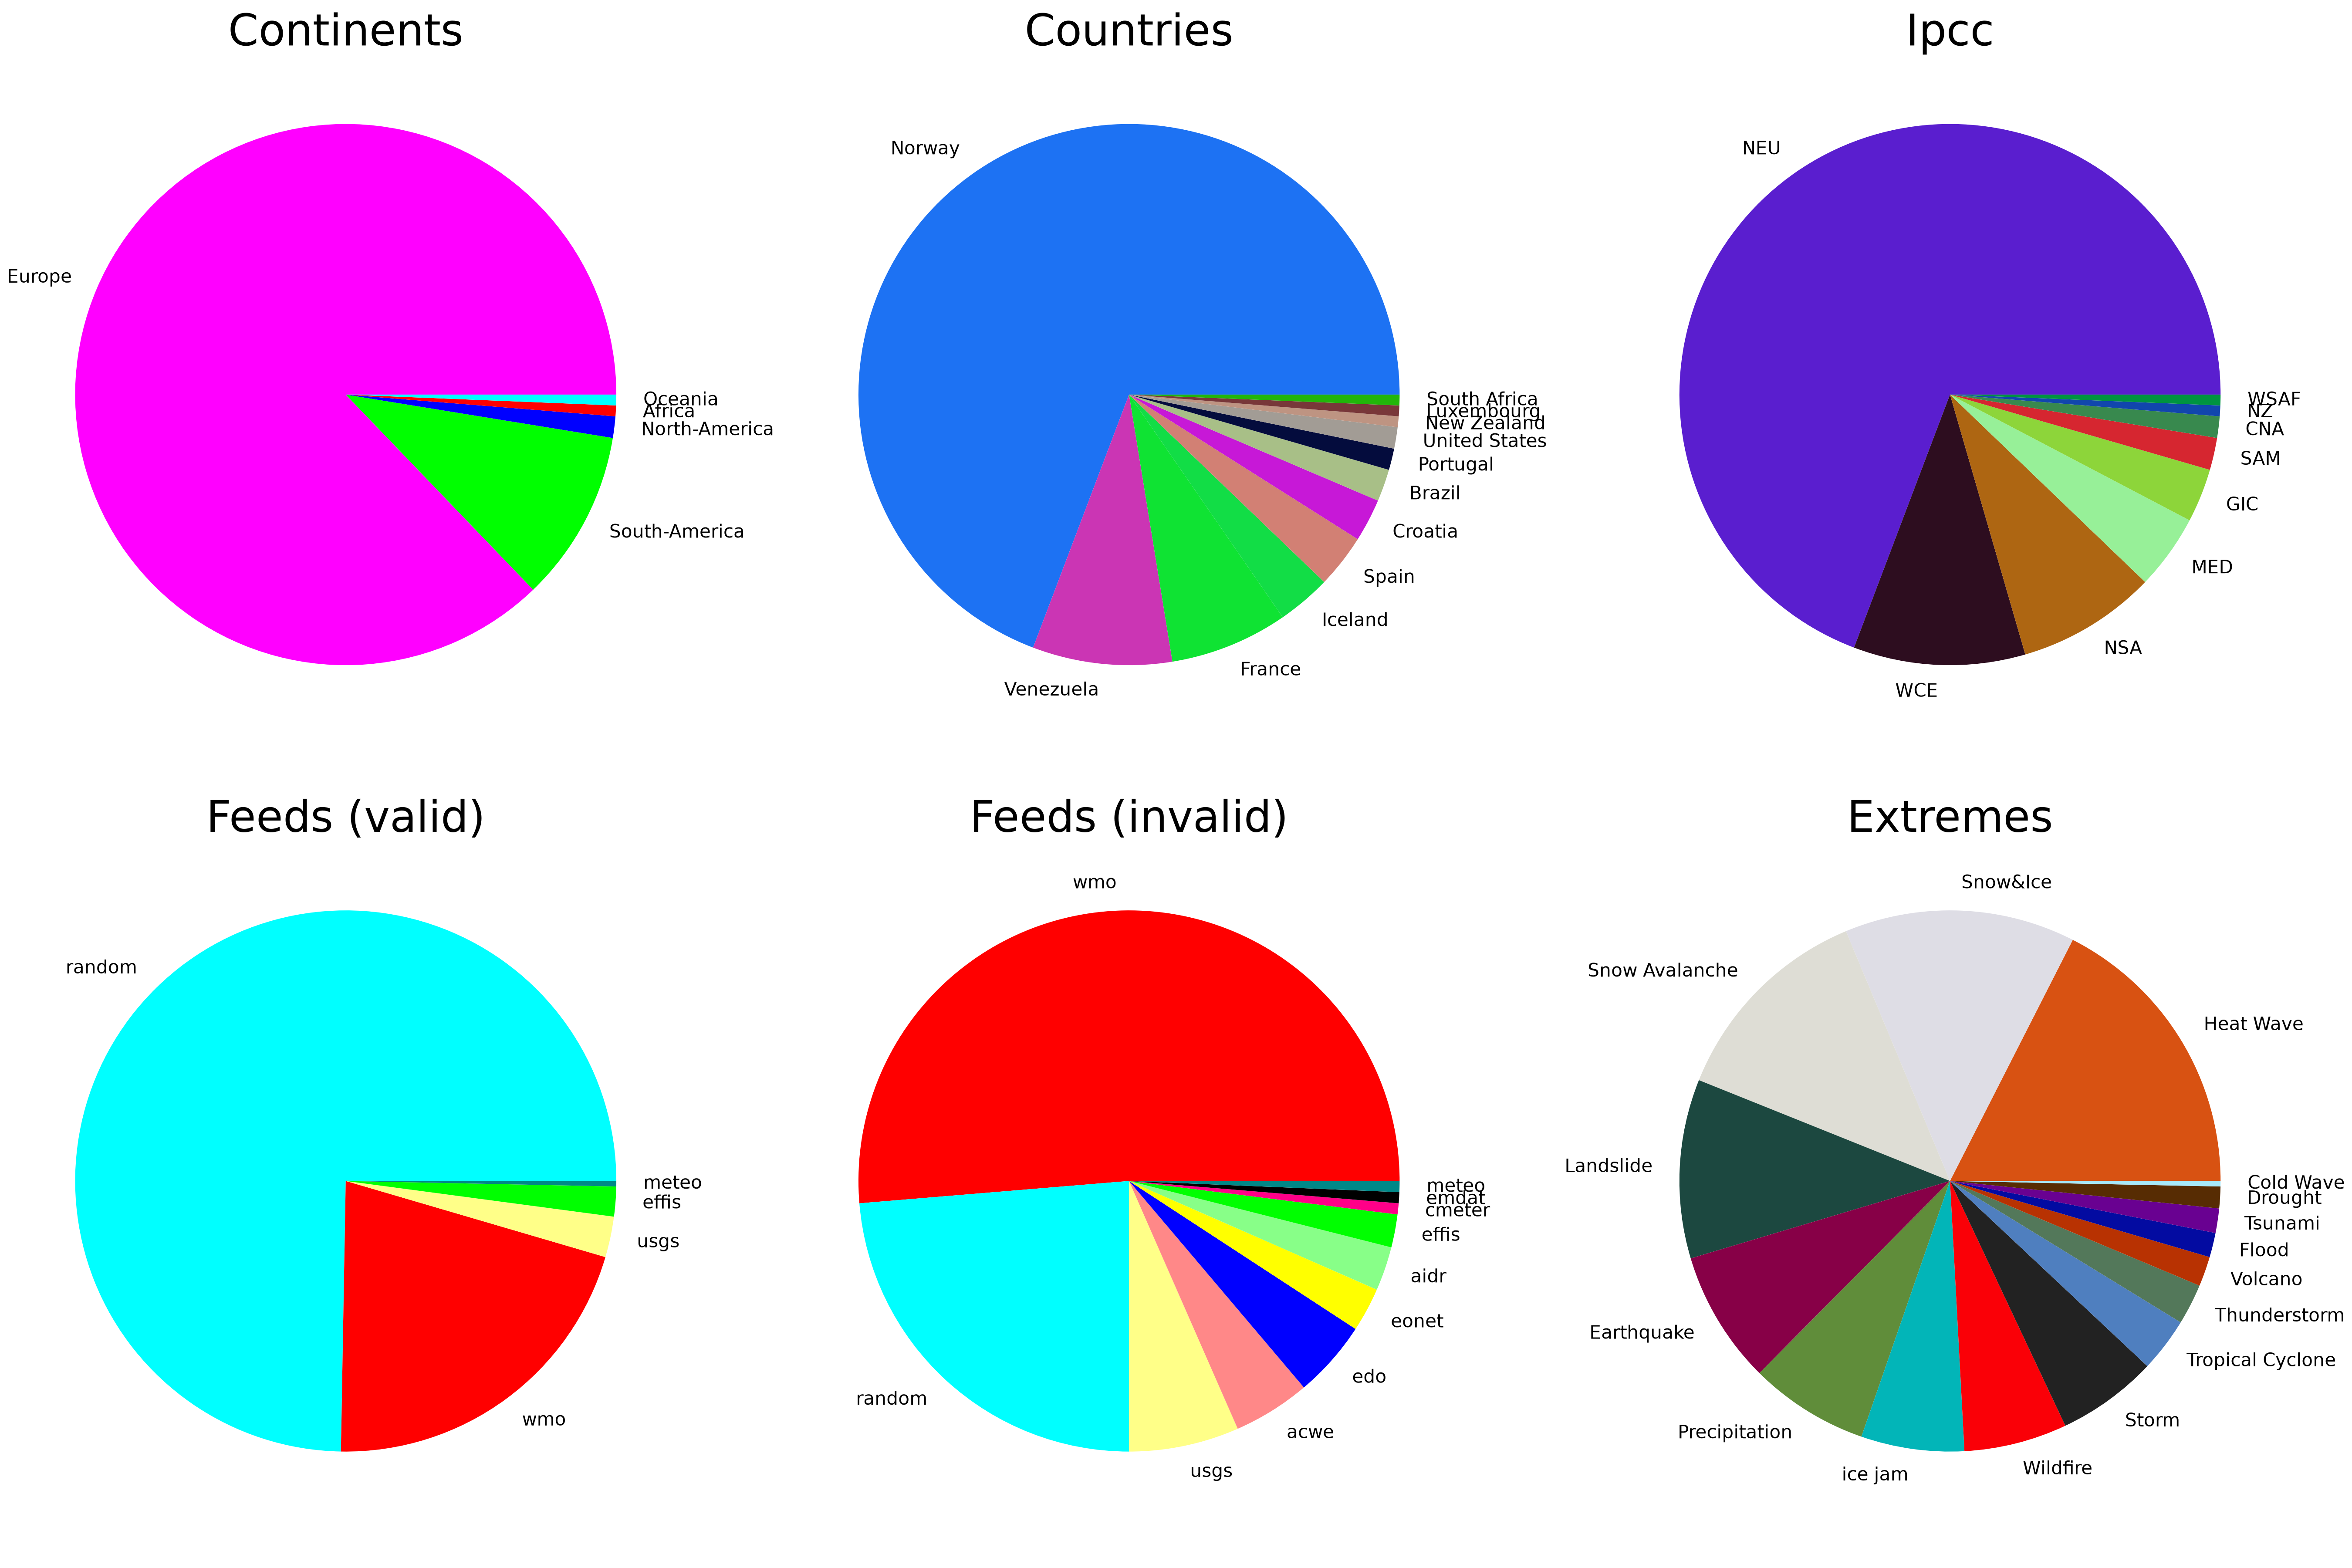 Continents
Europe
Oceania
Africa
North-America
South-America
Countries
Norway
South Africa
Luxembourg
New Zealand
United States
Portugal
Brazil
Croatia
Spain
Iceland
France
Venezuela
Ipcc
NEU
WSAF
NZ
CNA
SAM
GIC
MED
NSA
WCE
Feeds (valid)
random
meteo
effis
usgs
wmo
Feeds (invalid)
wmo
meteo
emdat
cmeter
effis
aidr
eonet
edo
acwe
usgs
random
Extremes
Snow&Ice
Snow Avalanche
Heat Wave
Landslide
Cold Wave
Drought
Tsunami
Flood
Volcano
Thunderstorm
Earthquake
Tropical Cyclone
Storm
Precipitation
Wildfire
ice jam